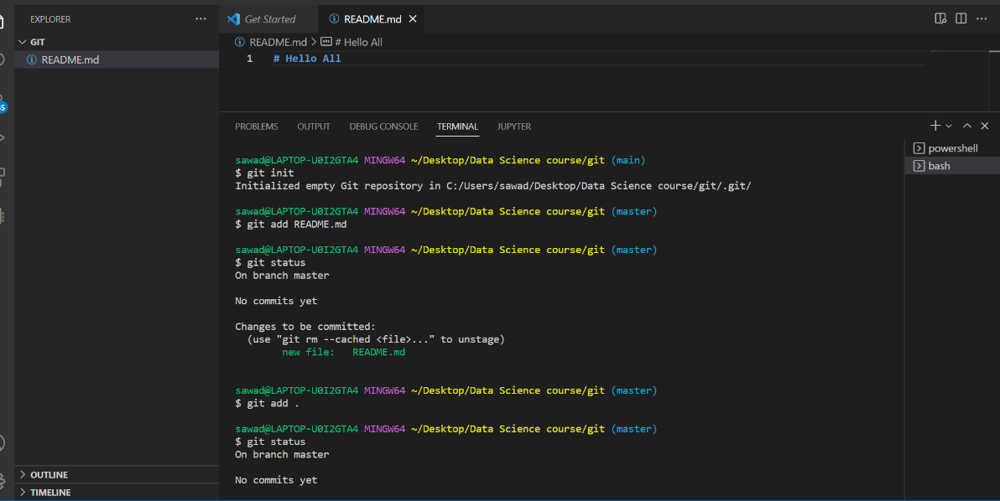 EXPLORER ...
GIT
README.md
OUTLINE
TIMELINE
Get Started
README.md
README.md > # Hello All
1 # Hello All
PROBLEMS OUTPUT DEBUG CONSOLE TERMINAL JUPYTER
sawad@LAPTOP-U0I2GTA4 MINGW64 ~/Desktop/Data Science course/git (main)
$ git init
Initialized empty Git repository in C:/Users/sawad/Desktop/Data Science course/git/.git/
sawad@LAPTOP-U0I2GTA4 MINGW64 ~/Desktop/Data Science course/git (master)
$ git add README.md
sawad@LAPTOP-U0I2GTA4 MINGW64 ~/Desktop/Data Science course/git (master)
$ git status
On branch master
No commits yet
Changes to be committed:
(use "git rm --cached <file>..." to unstage)
new file: README.md
sawad@LAPTOP-U0I2GTA4 MINGW64 ~/Desktop/Data Science course/git (master)
$ git add .
sawad@LAPTOP-U0I2GTA4 MINGW64 ~/Desktop/Data Science course/git (master)
$ git status
On branch master
No commits yet
powershell
bash